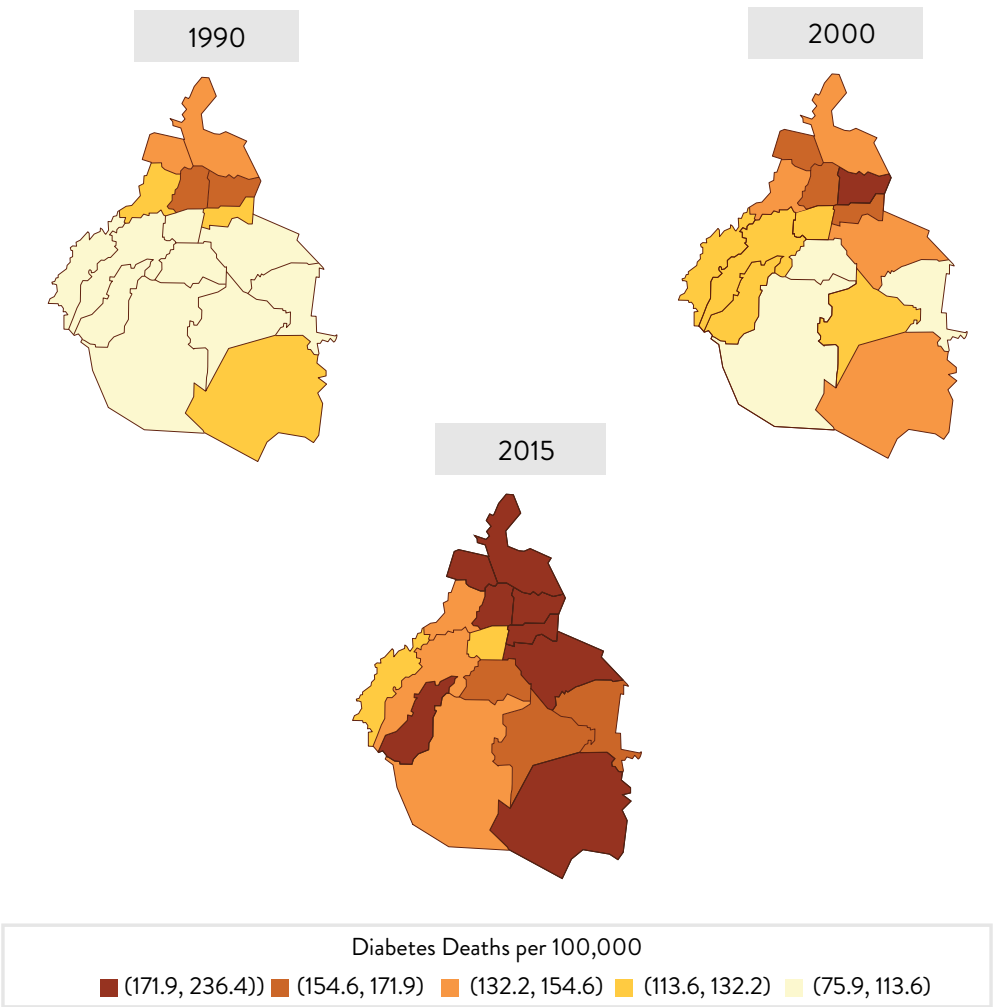 1990
2000
2015
Diabetes Deaths per 100,000
(171.9, 236.4)) (154.6, 171.9) (132.2, 154.6) (113.6, 132.2) (75.9, 113.6)